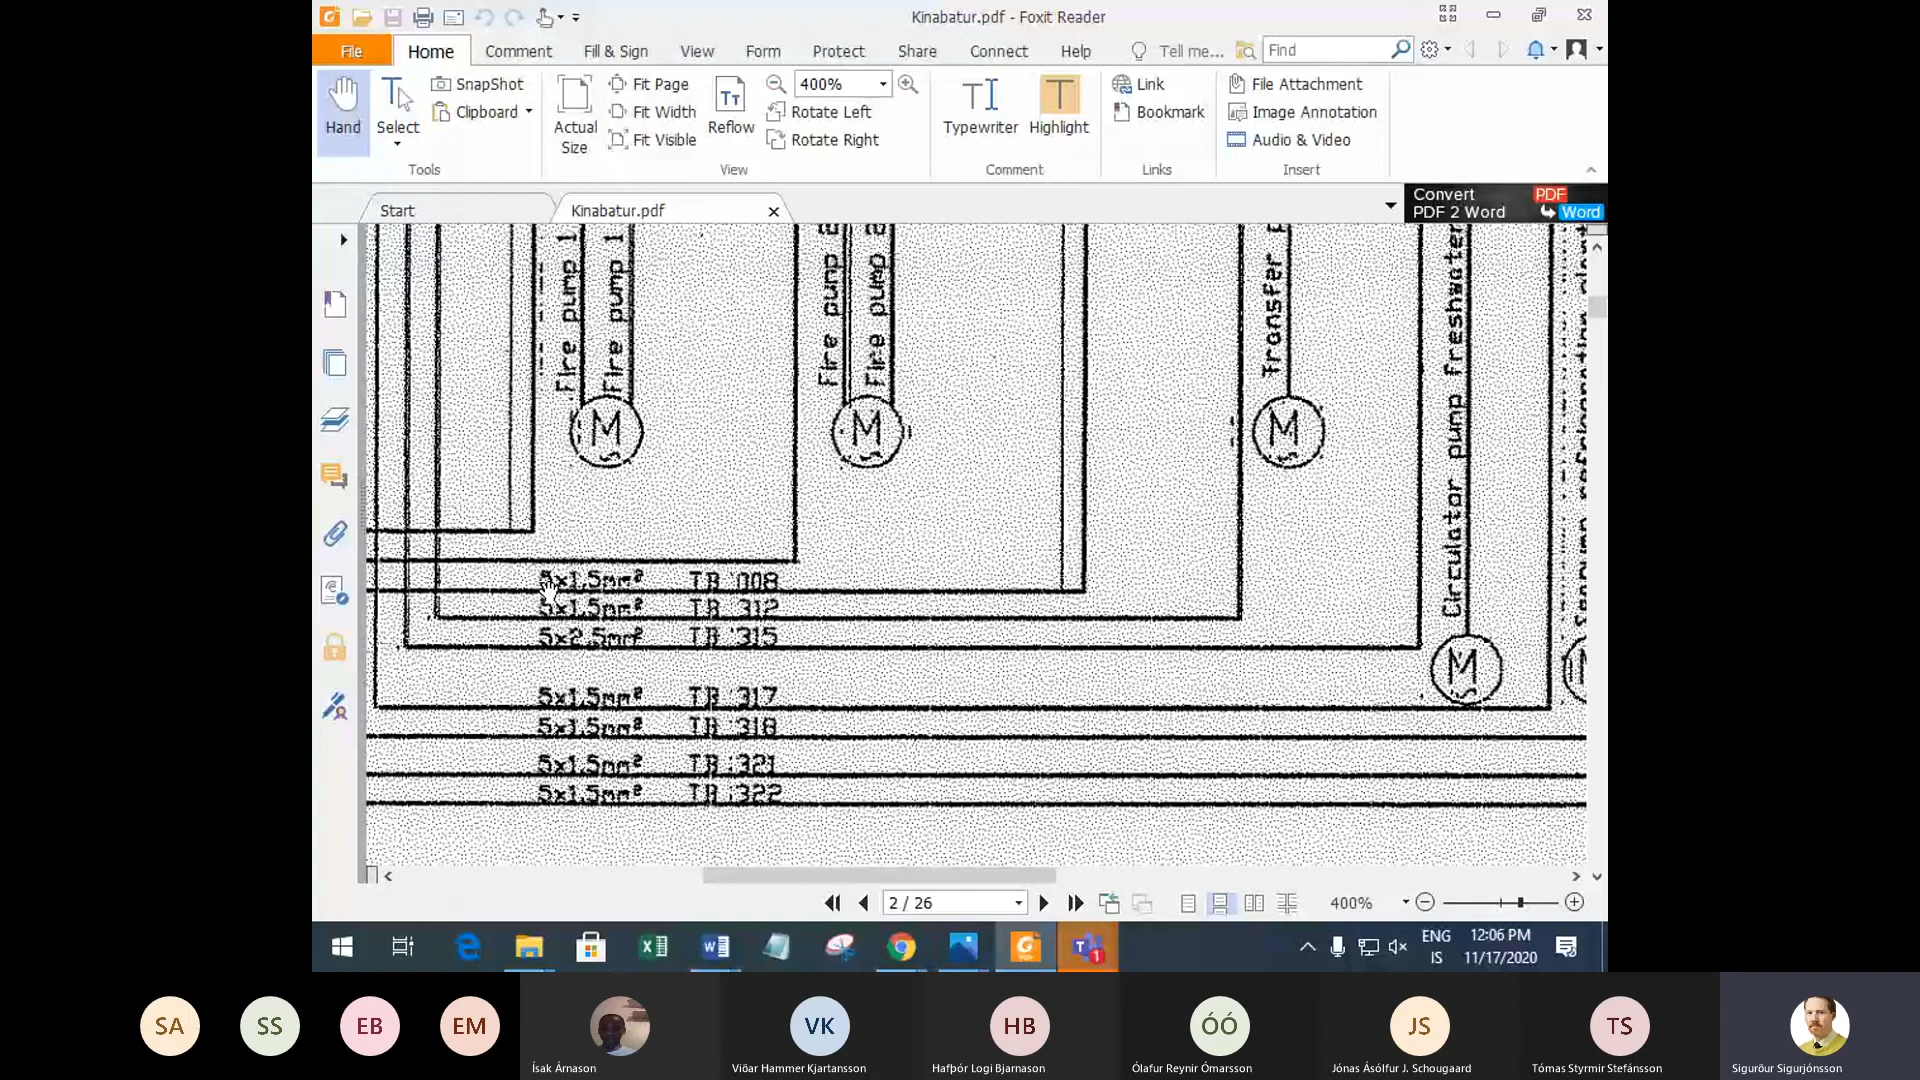 Kinabatur.pdf - Foxit Reader
File Home Comment Fill & Sign View Form Protect Share Connect Help Tell me... Find
Hand
Select
SnapShot
Clipboard
Tools
Actual Size
Fit Page
Fit Width
Fit Visible
Reflow
400%
Rotate Left
Rotate Right
View
Typewriter
Highlight
Comment
Link
Bookmark
Links
File Attachment
Image Annotation
Audio & Video
Insert
Start
Kinabatur.pdf
Convert PDF
PDF 2 Word Word
Fire pump 1
Fire pump 1
Fire pump 2
Fire pump 2
Transfer
Circulator pump freshwater
M
M
M
M
5x1.5mm² TB 008
5x1.5mm² TB 312
5x2.5mm² TB 315
5x1.5mm² TB 317
5x1.5mm² TB 318
5x1.5mm² TB 321
5x1.5mm² TB 322
2 / 26
400%
1
ENG
IS
12:06 PM
11/17/2020
SA
SS
EB
EM
VK
HB
ÓÓ
JS
TS
Ísak Árnason
Viðar Hammer Kjartansson
Hafþór Logi Bjarnason
Ólafur Reynir Ómarsson
Jónas Ásólfur J. Schougaard
Tómas Styrmir Stefánsson
Sigurður Sigurjónsson